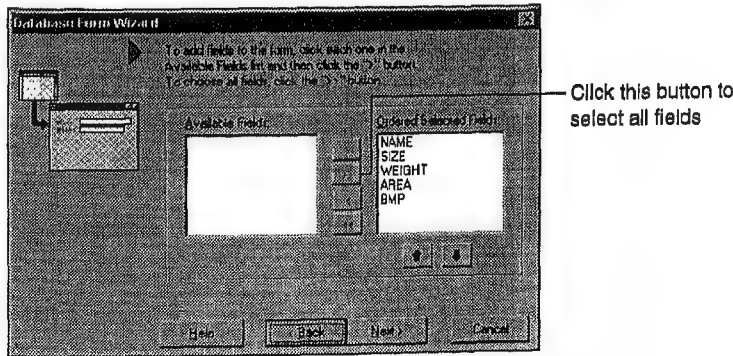 Database Form Wizard
To add fields to the form, click each one in the
Available Fields list and then click the ">" button.
To choose all fields, click the ">>" button.
Available Fields:
Ordered Selected Fields:
NAME
SIZE
WEIGHT
AREA
BMP
Click this button to
select all fields
Help
Back
Next >
Cancel